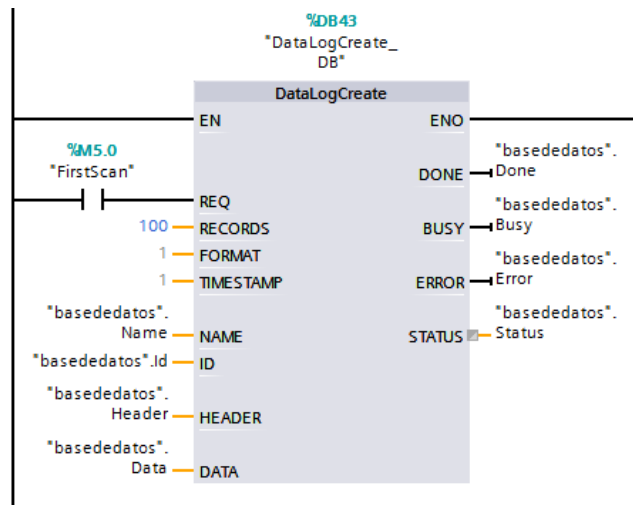 %DB43
"DataLogCreate_
DB"
DataLogCreate
EN ENO
%M5.0
"FirstScan"
REQ
"basededatos".
DONE Done
100 RECORDS
"basededatos".
BUSY Busy
1 FORMAT
"basededatos".
1 TIMESTAMP ERROR Error
"basededatos".
Name NAME
"basededatos".
STATUS Status
"basededatos".Id ID
"basededatos".
Header HEADER
"basededatos".
Data DATA